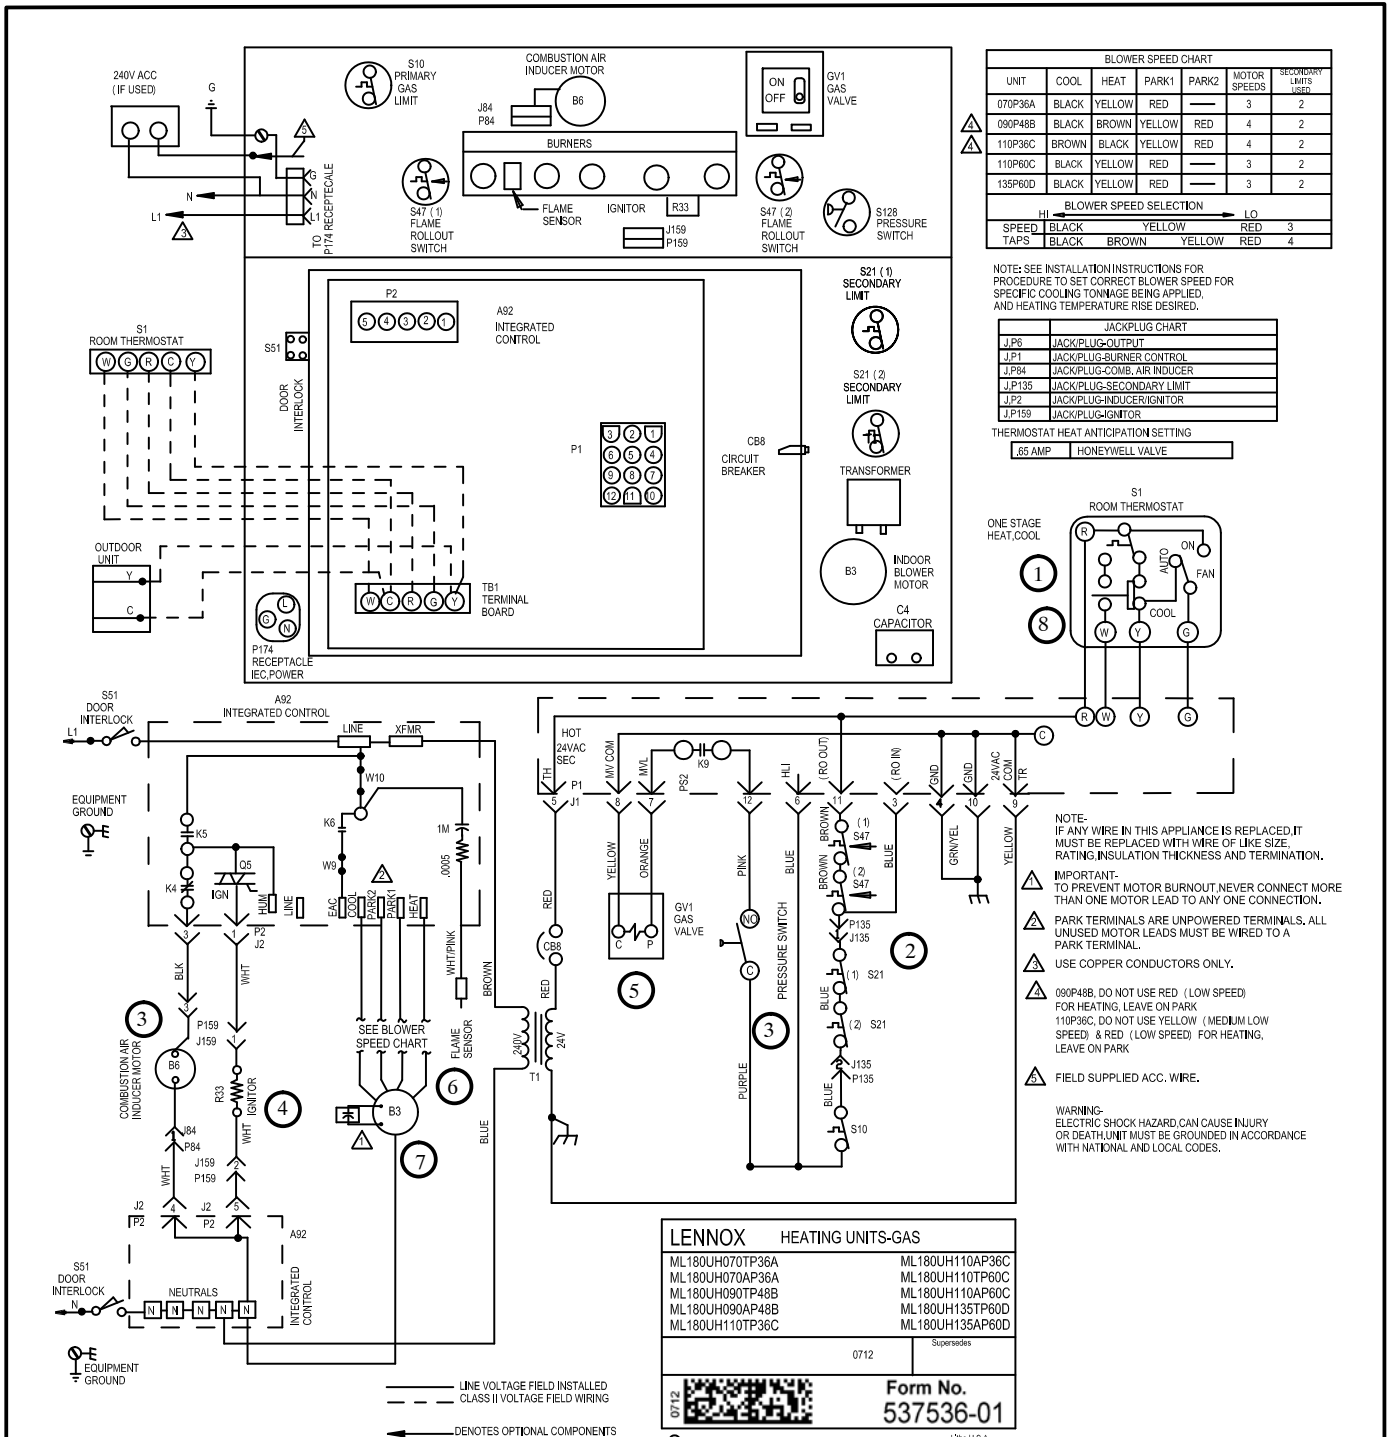 240V ACC
( IF USED)
G
5
N
L1
3
G
N
L1
TO
P174 RECEPTECALE
S10
PRIMARY
GAS
LIMIT
COMBUSTION AIR
INDUCER MOTOR
B6
J84
P84
ON
OFF
GV1
GAS
VALVE
BURNERS
S47 ( 1)
FLAME
ROLLOUT
SWITCH
FLAME
SENSOR
IGNITOR
R33
J159
P159
S47 ( 2)
FLAME
ROLLOUT
SWITCH
S128
PRESSURE
SWITCH
BLOWER SPEED CHART
UNIT COOL HEAT PARK1 PARK2 MOTOR SPEEDS SECONDARY LIMITS USED
070P36A BLACK YELLOW RED 3 2
4 090P48B BLACK BROWN YELLOW RED 4 2
4 110P36C BROWN BLACK YELLOW RED 4 2
110P60C BLACK YELLOW RED 3 2
135P60D BLACK YELLOW RED 3 2
BLOWER SPEED SELECTION
HI LO
SPEED BLACK YELLOW RED 3
TAPS BLACK BROWN YELLOW RED 4
NOTE: SEE INSTALLATION INSTRUCTIONS FOR
PROCEDURE TO SET CORRECT BLOWER SPEED FOR
SPECIFIC COOLING TONNAGE BEING APPLIED,
AND HEATING TEMPERATURE RISE DESIRED.
JACKPLUG CHART
J,P6 JACK/PLUG-OUTPUT
J,P1 JACK/PLUG-BURNER CONTROL
J,P84 JACK/PLUG-COMB. AIR INDUCER
J,P135 JACK/PLUG-SECONDARY LIMIT
J,P2 JACK/PLUG-INDUCER/IGNITOR
J,P159 JACK/PLUG-IGNITOR
THERMOSTAT HEAT ANTICIPATION SETTING
.65 AMP HONEYWELL VALVE
S1
ROOM THERMOSTAT
W G R C Y
S51
DOOR
INTERLOCK
P2
5 4 3 2 1
A92
INTEGRATED
CONTROL
P1
3 2 1
6 5 4
9 8 7
12 11 10
S21 ( 1)
SECONDARY
LIMIT
S21 ( 2)
SECONDARY
LIMIT
CB8
CIRCUIT
BREAKER
TRANSFORMER
B3
INDOOR
BLOWER
MOTOR
C4
CAPACITOR
OUTDOOR
UNIT
Y
C
W C R G Y
TB1
TERMINAL
BOARD
L
G
N
P174
RECEPTACLE
IEC,POWER
S1
ROOM THERMOSTAT
ONE STAGE
HEAT,COOL
1
8
R
AUTO
ON
FAN
COOL
W Y G
R W Y G
C
S51
DOOR
INTERLOCK
L1
A92
INTEGRATED CONTROL
LINE
XFMR
EQUIPMENT
GROUND
W10
K5
K6
1M
.0005
W9
K4
Q5
IGN
HUM
LINE
EAC
COOL
PARK2
PARK1
HEAT
2
3 1 P2
J2
BLK
WHT
3
3
COMBUSTION AIR
INDUCER MOTOR
B6
P159
J159
1
R33
IGNITOR
4
WHT
1
J84
P84
WHT
J159
P159
2
J2
P2
4
J2
P2
5
SEE BLOWER
SPEED CHART
B3
1
7
6
WHT/PINK
FLAME
SENSOR
BROWN
BLUE
240V
24V
T1
HOT
24VAC
SEC
TH
5
P1
J1
RED
CB8
RED
MV COM
8
MVL
7
PS2
K9
12
HLI
6
(RO OUT)
11
(RO IN)
3
GND
4
GND
10
24VAC
COM
TR
9
YELLOW
ORANGE
GV1
GAS
VALVE
C P
5
PINK
NO
C
PRESSURE SWITCH
3
PURPLE
BLUE
BROWN
( 1)
S47
BROWN
( 2)
S47
BLUE
P135
1
J135
2
( 1) S21
BLUE
( 2) S21
2
J135
P135
BLUE
S10
GRN/YEL
YELLOW
NOTE-
IF ANY WIRE IN THIS APPLIANCE IS REPLACED,IT
MUST BE REPLACED WITH WIRE OF LIKE SIZE,
RATING,INSULATION THICKNESS AND TERMINATION.
1 IMPORTANT-
TO PREVENT MOTOR BURNOUT,NEVER CONNECT MORE
THAN ONE MOTOR LEAD TO ANY ONE CONNECTION.
2 PARK TERMINALS ARE UNPOWERED TERMINALS. ALL
UNUSED MOTOR LEADS MUST BE WIRED TO A
PARK TERMINAL.
3 USE COPPER CONDUCTORS ONLY.
4 090P48B, DO NOT USE RED ( LOW SPEED)
FOR HEATING, LEAVE ON PARK
110P36C, DO NOT USE YELLOW ( MEDIUM LOW
SPEED) & RED ( LOW SPEED) FOR HEATING,
LEAVE ON PARK
5 FIELD SUPPLIED ACC. WIRE.
WARNING-
ELECTRIC SHOCK HAZARD,CAN CAUSE INJURY
OR DEATH,UNIT MUST BE GROUNDED IN ACCORDANCE
WITH NATIONAL AND LOCAL CODES.
A92
INTEGRATED
CONTROL
S51
DOOR
INTERLOCK
N
NEUTRALS
N N N N N
EQUIPMENT
GROUND
LINE VOLTAGE FIELD INSTALLED
CLASS II VOLTAGE FIELD WIRING
DENOTES OPTIONAL COMPONENTS
LENNOX HEATING UNITS-GAS
ML180UH070TP36A ML180UH110AP36C
ML180UH070AP36A ML180UH110TP60C
ML180UH090TP48B ML180UH110AP60C
ML180UH090AP48B ML180UH135TP60D
ML180UH110TP36C ML180UH135AP60D
0712
Supersedes
0712
Form No.
537536-01